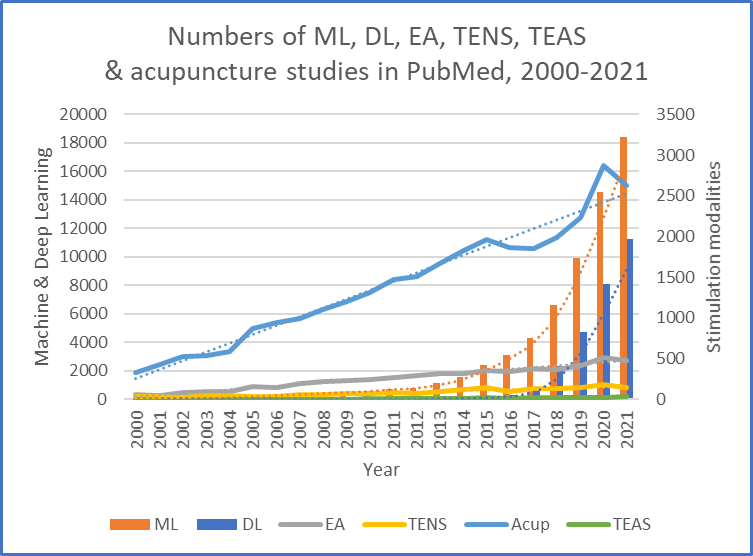 Numbers of ML, DL, EA, TENS, TEAS
& acupuncture studies in PubMed, 2000-2021
Machine & Deep Learning
20000
18000
16000
14000
12000
10000
8000
6000
4000
2000
0
3500
3000
2500
2000
1500
1000
500
0
Stimulation modalities
2000 2001 2002 2003 2004 2005 2006 2007 2008 2009 2010 2011 2012 2013 2014 2015 2016 2017 2018 2019 2020 2021
Year
ML DL EA TENS Acup TEAS